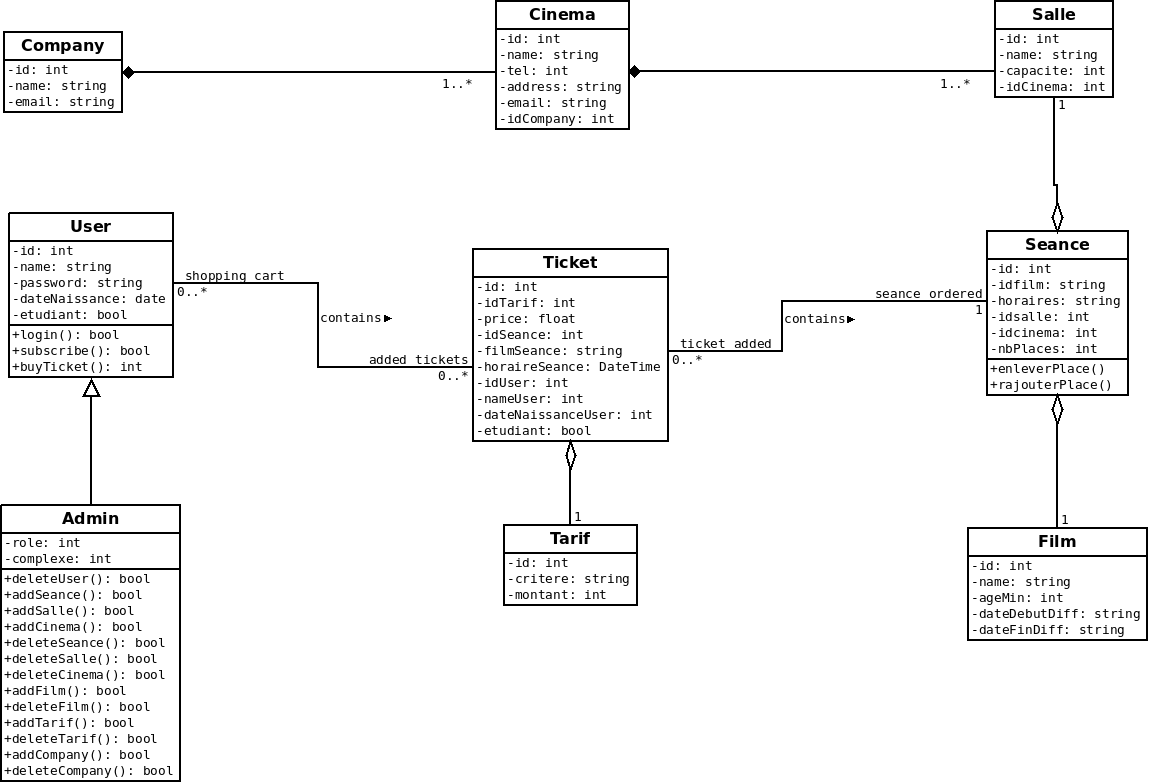 Company
-id: int
-name: string
-email: string
1..*
Cinema
-id: int
-name: string
-tel: int
-address: string
-email: string
-idCompany: int
1..*
Salle
-id: int
-name: string
-capacite: int
-idCinema: int
1
User
-id: int
-name: string
-password: string
-dateNaissance: date
-etudiant: bool
+login(): bool
+subscribe(): bool
+buyTicket(): int
shopping cart
0..*
contains
added tickets
0..*
Ticket
-id: int
-idTarif: int
-price: float
-idSeance: int
-filmSeance: string
-horaireSeance: DateTime
-idUser: int
-nameUser: int
-dateNaissanceUser: int
-etudiant: bool
ticket added
0..*
contains
seance ordered
1
Seance
-id: int
-idfilm: string
-horaires: string
-idsalle: int
-idcinema: int
-nbPlaces: int
+enleverPlace()
+rajouterPlace()
Admin
-role: int
-complexe: int
+deleteUser(): bool
+addSeance(): bool
+addSalle(): bool
+addCinema(): bool
+deleteSeance(): bool
+deleteSalle(): bool
+deleteCinema(): bool
+addFilm(): bool
+deleteFilm(): bool
+addTarif(): bool
+deleteTarif(): bool
+addCompany(): bool
+deleteCompany(): bool
1
Tarif
-id: int
-critere: string
-montant: int
1
Film
-id: int
-name: string
-ageMin: int
-dateDebutDiff: string
-dateFinDiff: string